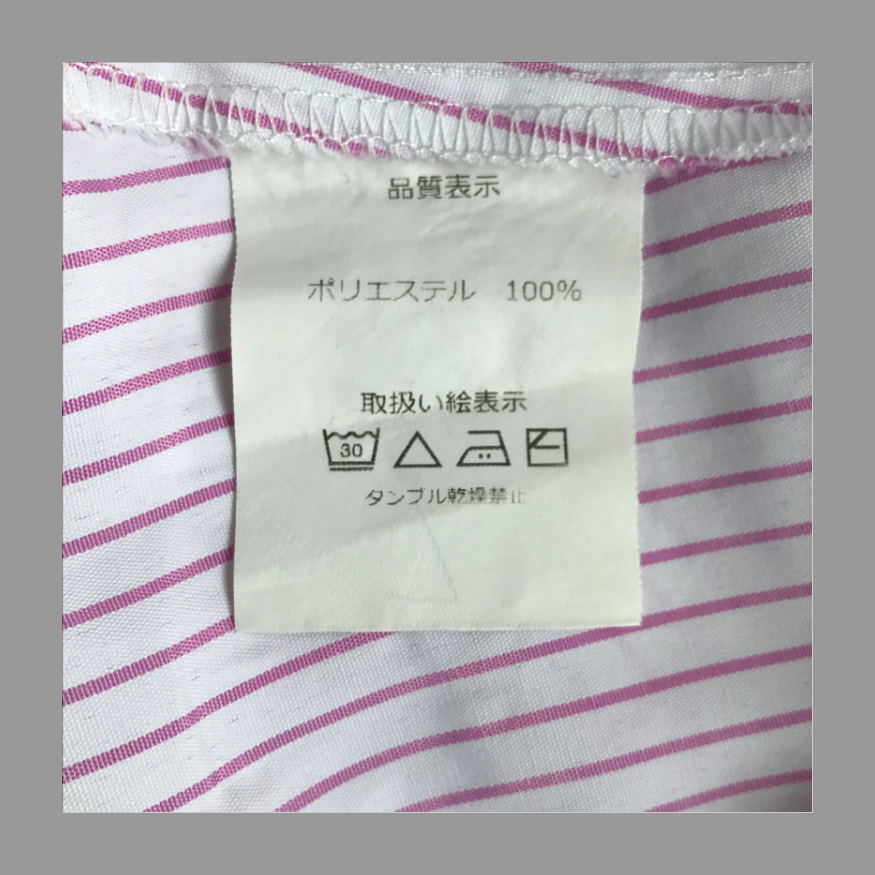 品質表示
ポリエステル 100%
取扱い絵表示
30
タンブル乾燥禁止